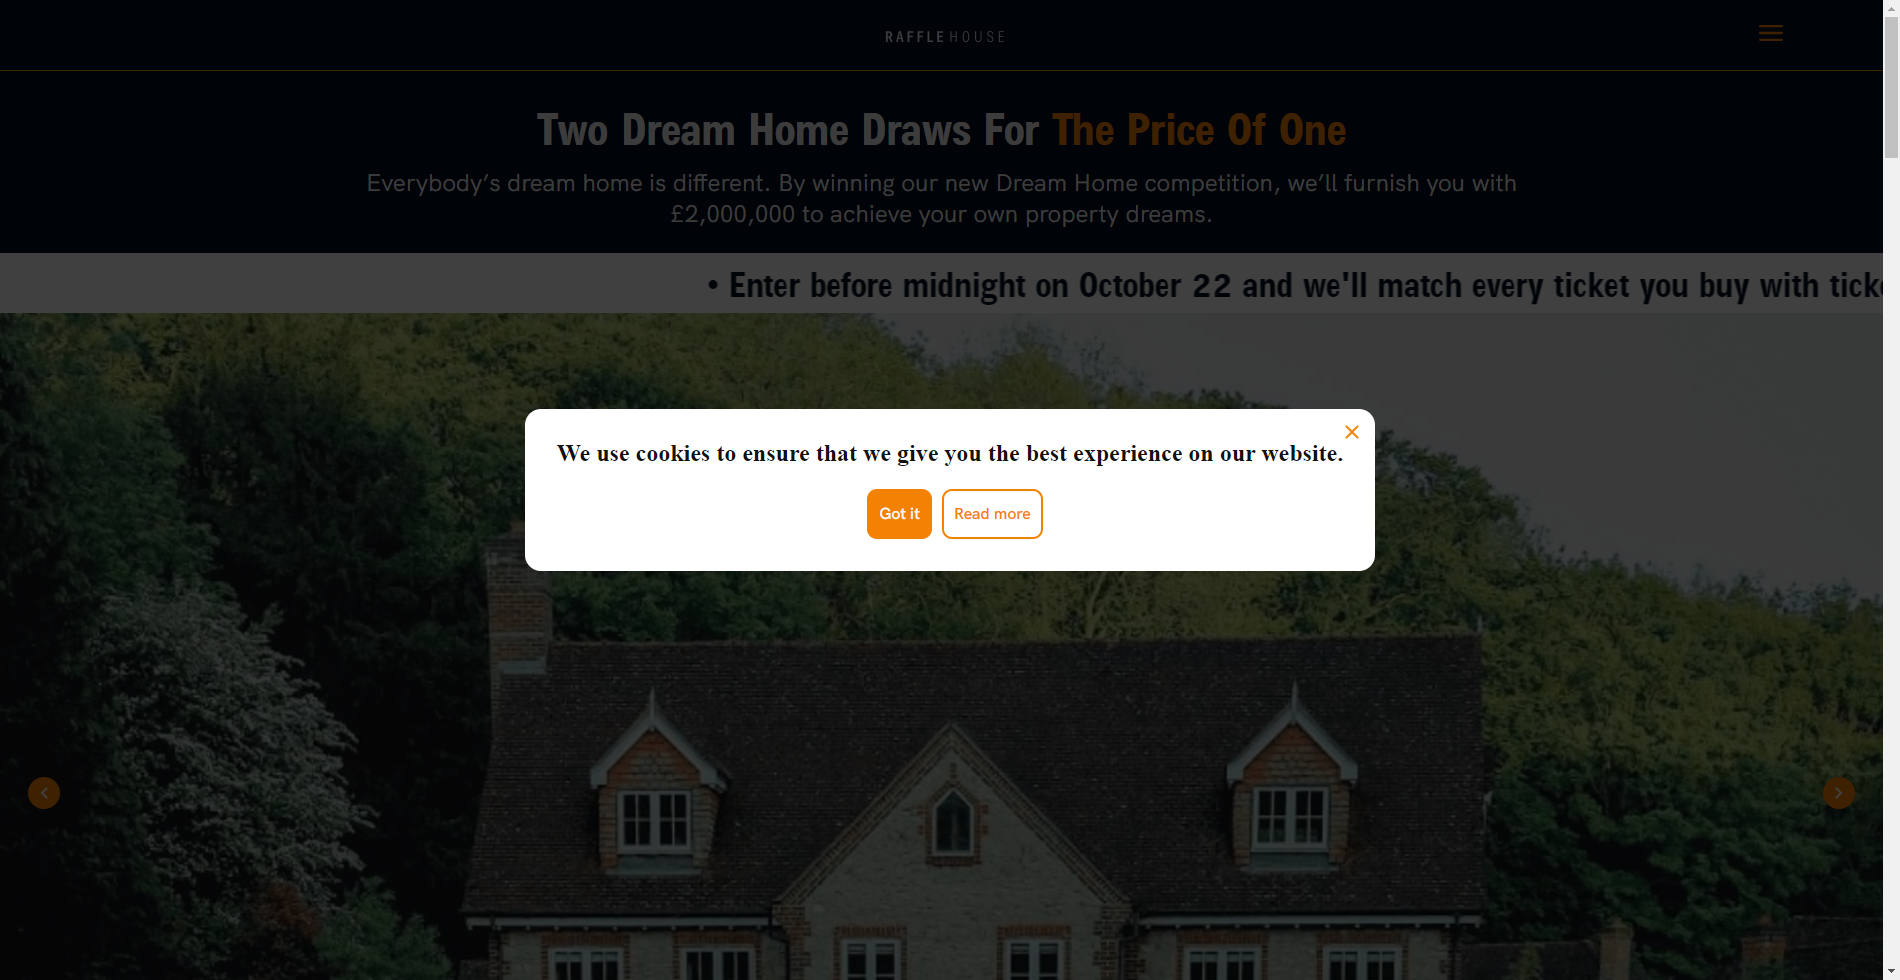 RAFFLE HOUSE
Two Dream Home Draws For The Price Of One
Everybody’s dream home is different. By winning our new Dream Home competition, we’ll furnish you with
£2,000,000 to achieve your own property dreams.
• Enter before midnight on October 22 and we'll match every ticket you buy with
We use cookies to ensure that we give you the best experience on our website.
Got it
Read more